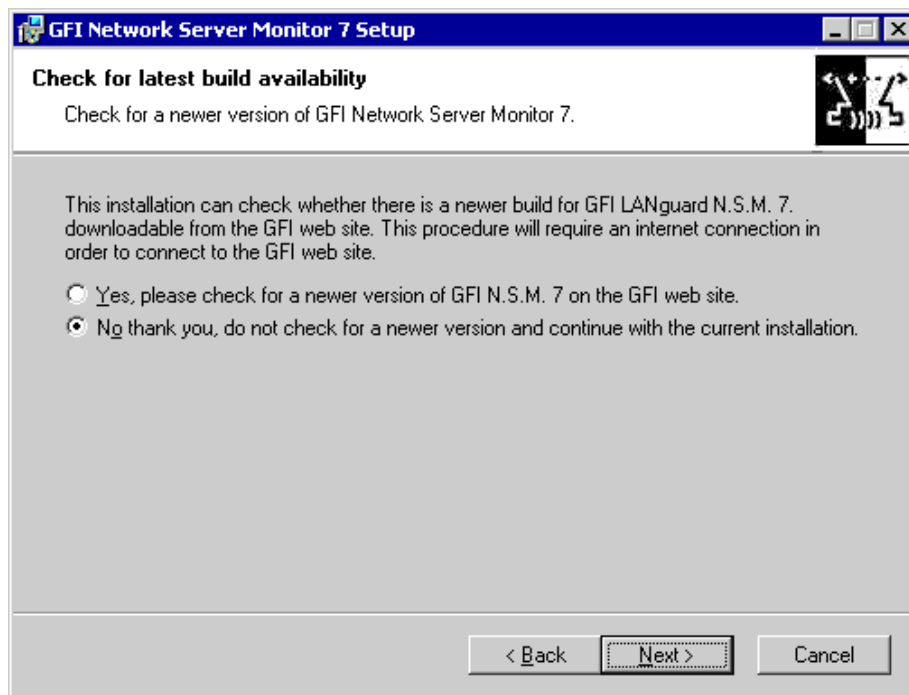 GFI Network Server Monitor 7 Setup
Check for latest build availability
Check for a newer version of GFI Network Server Monitor 7.
This installation can check whether there is a newer build for GFI LANguard N.S.M. 7.
downloadable from the GFI web site. This procedure will require an internet connection in
order to connect to the GFI web site.
Yes, please check for a newer version of GFI N.S.M. 7 on the GFI web site.
No thank you, do not check for a newer version and continue with the current installation.
< Back
Next >
Cancel